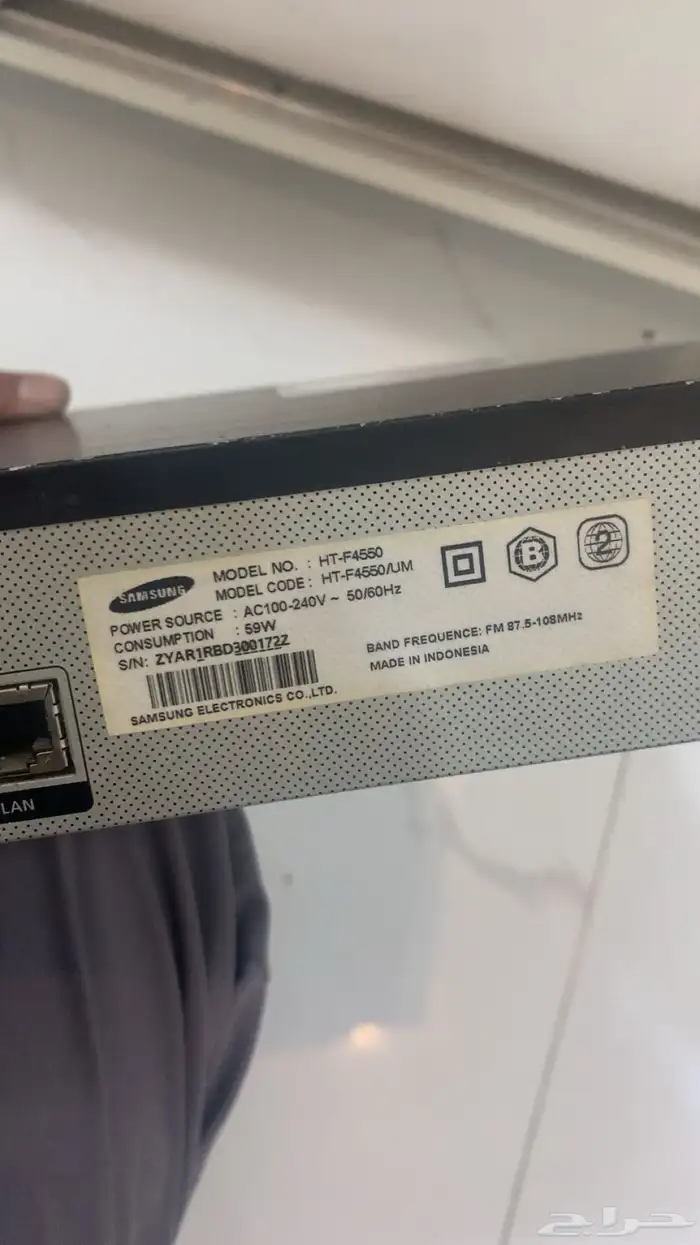 SAMSUNG
MODEL NO. : HT-F4550
MODEL CODE : HT-F4550/UM
POWER SOURCE : AC100-240V ~ 50/60Hz
CONSUMPTION : 59W
S/N: ZYAR1RBD300172Z
SAMSUNG ELECTRONICS CO.,LTD.
B
2
BAND FREQUENCE: FM 87.5-108MHz
MADE IN INDONESIA
LAN
حراج